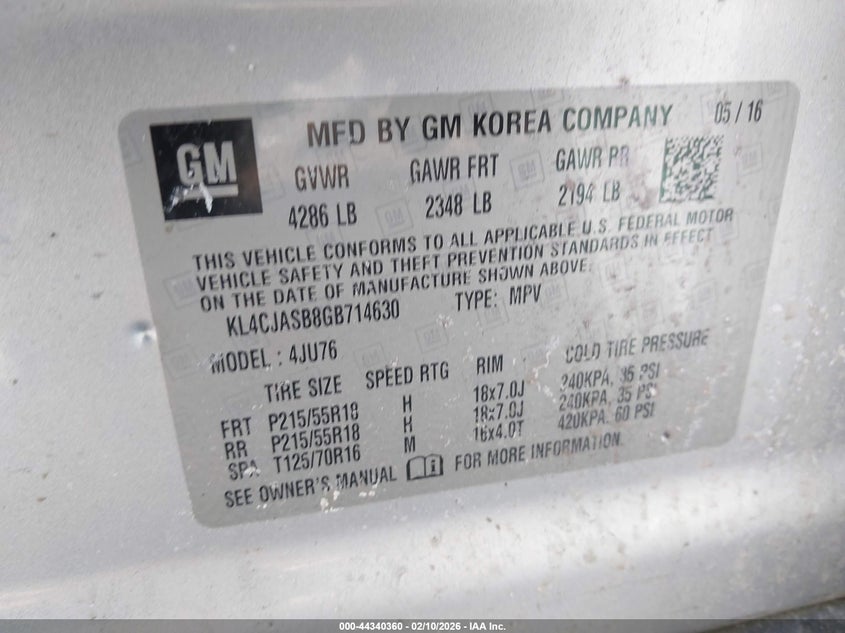 GM
MFD BY GM KOREA COMPANY 05 / 16
GVWR GAWR FRT GAWR RR
4286 LB 2348 LB 2194 LB
THIS VEHICLE CONFORMS TO ALL APPLICABLE U.S. FEDERAL MOTOR
VEHICLE SAFETY AND THEFT PREVENTION STANDARDS IN EFFECT
ON THE DATE OF MANUFACTURE SHOWN ABOVE.
KL4CJASB8GB714630 TYPE: MPV
MODEL : 4JU76
TIRE SIZE SPEED RTG RIM COLD TIRE PRESSURE
FRT P215/55R18 H 18x7.0J 240KPA, 35 PSI
RR P215/55R18 H 18x7.0J 240KPA, 35 PSI
SPA T125/70R16 M 16x4.0T 420KPA, 60 PSI
SEE OWNER'S MANUAL FOR MORE INFORMATION.
000-44340360 - 02/10/2026 - IAA Inc.